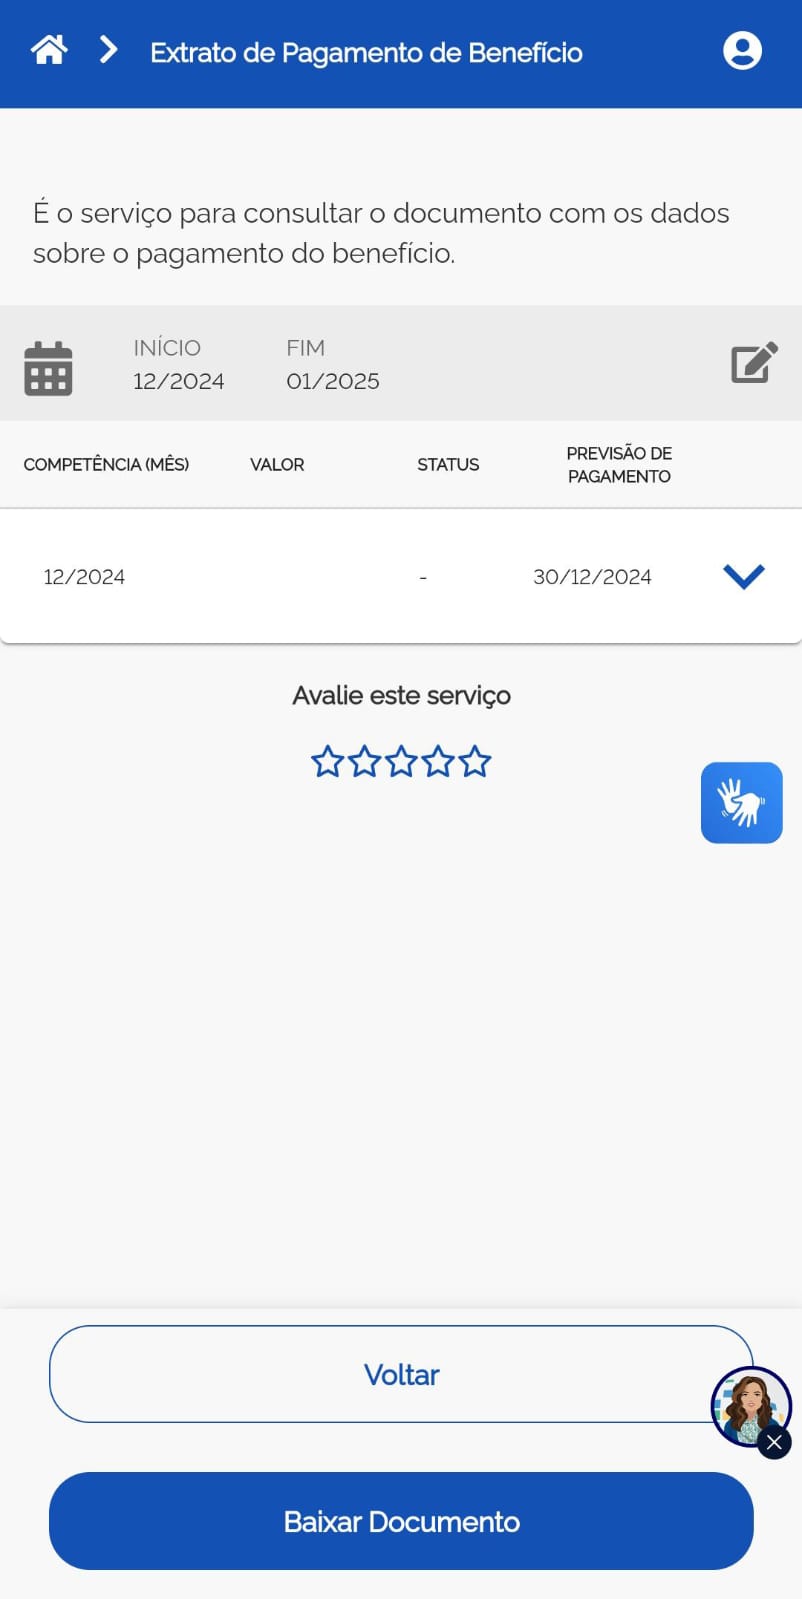 Extrato de Pagamento de Benefício
É o serviço para consultar o documento com os dados
sobre o pagamento do benefício.
INÍCIO FIM
12/2024 01/2025
COMPETÊNCIA (MÊS) VALOR STATUS PREVISÃO DE
PAGAMENTO
12/2024 - 30/12/2024
Avalie este serviço
Voltar
Baixar Documento